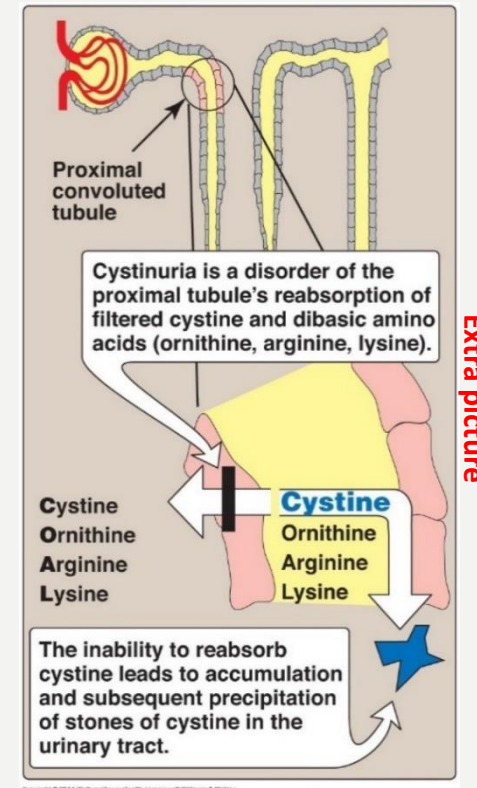 Proximal
convoluted
tubule
Cystinuria is a disorder of the
proximal tubule's reabsorption of
filtered cystine and dibasic amino
acids (ornithine, arginine, lysine).
Extra picture
Cystine
Ornithine
Arginine
Lysine
Cystine
Ornithine
Arginine
Lysine
The inability to reabsorb
cystine leads to accumulation
and subsequent precipitation
of stones of cystine in the
urinary tract.